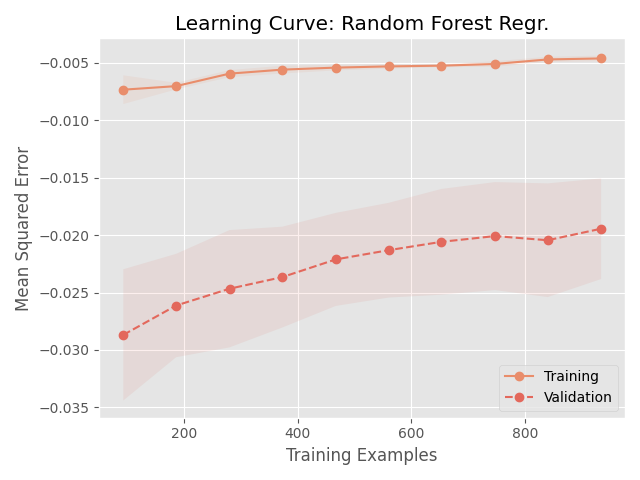 Learning Curve: Random Forest Regr.
Mean Squared Error
−0.005
−0.010
−0.015
−0.020
−0.025
−0.030
−0.035
Training
Validation
200
400
600
800
Training Examples